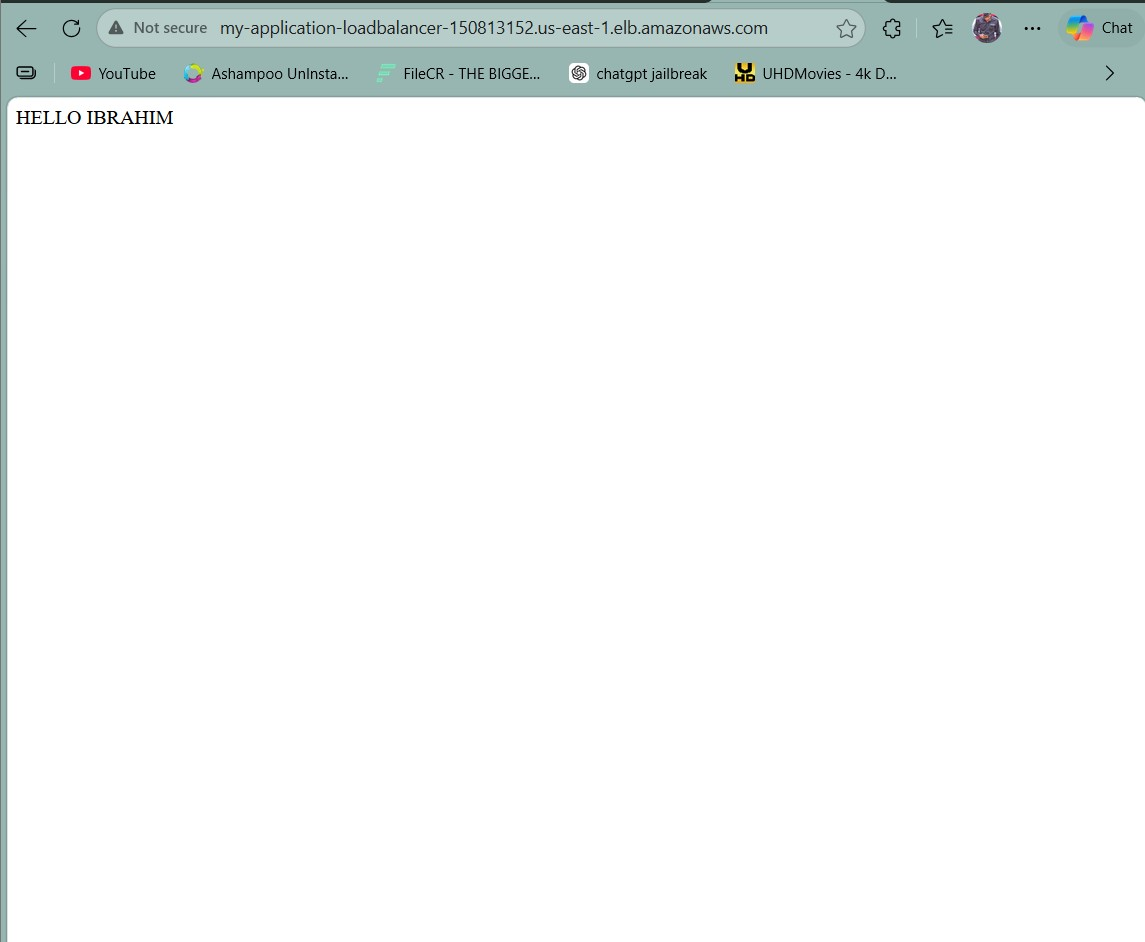 Not secure my-application-loadbalancer-150813152.us-east-1.elb.amazonaws.com Chat
YouTube Ashampoo UnInsta... FileCR - THE BIGGE... chatgpt jailbreak UHDMovies - 4k D...
HELLO IBRAHIM